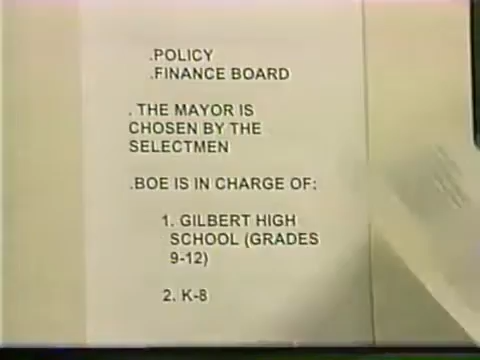 .POLICY
.FINANCE BOARD
. THE MAYOR IS
CHOSEN BY THE
SELECTMEN
.BOE IS IN CHARGE OF:
1. GILBERT HIGH
SCHOOL (GRADES
9-12)
2. K-8